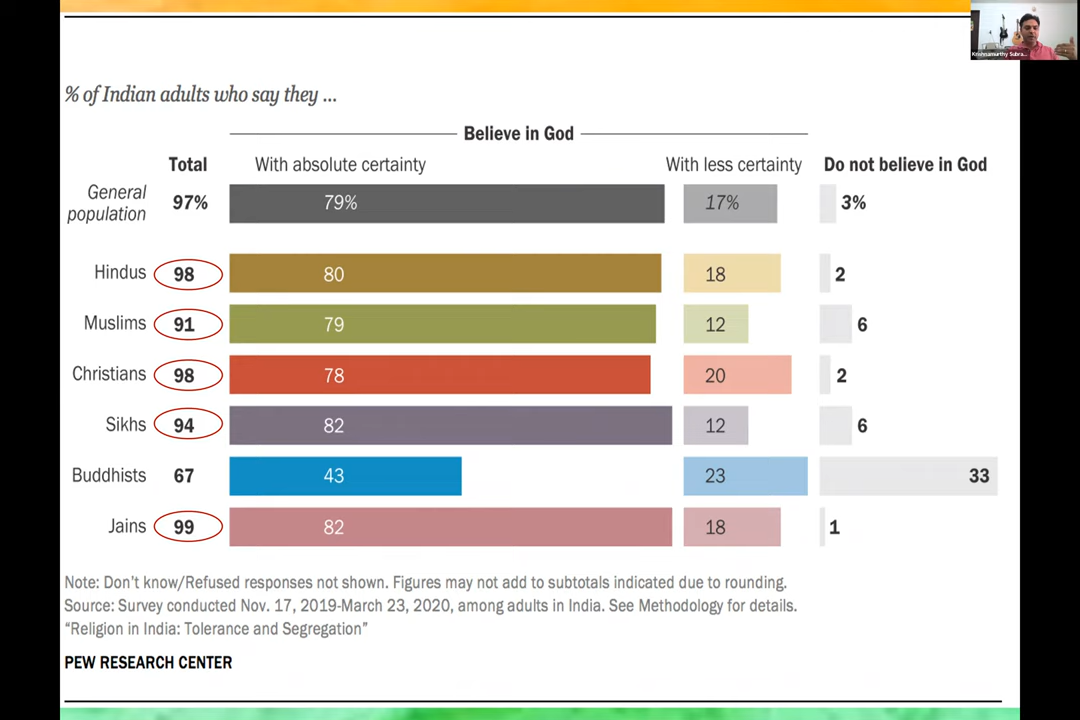 Krishnamurthy Subra...
% of Indian adults who say they ...
Believe in God
Total With absolute certainty With less certainty Do not believe in God
General population 97% 79% 17% 3%
Hindus 98 80 18 2
Muslims 91 79 12 6
Christians 98 78 20 2
Sikhs 94 82 12 6
Buddhists 67 43 23 33
Jains 99 82 18 1
Note: Don’t know/Refused responses not shown. Figures may not add to subtotals indicated due to rounding.
Source: Survey conducted Nov. 17, 2019-March 23, 2020, among adults in India. See Methodology for details.
“Religion in India: Tolerance and Segregation”
PEW RESEARCH CENTER